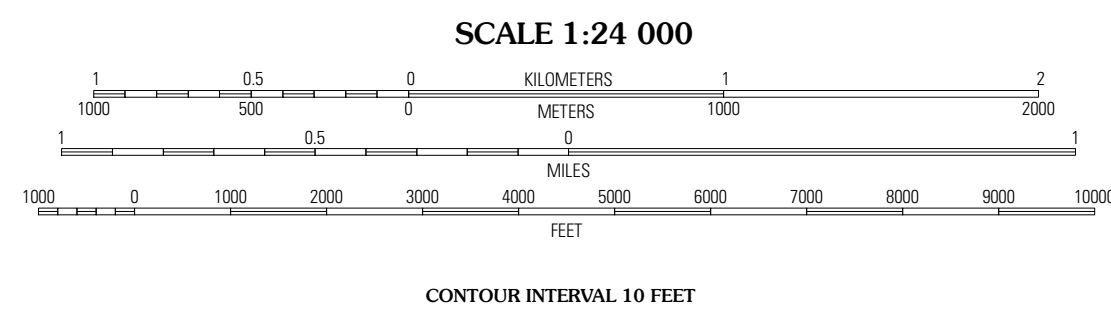 SCALE 1:24 000
1 0.5 0 KILOMETERS 1 2
1000 500 0 METERS 1000 2000
1 0.5 0 1
MILES
1000 0 1000 2000 3000 4000 5000 6000 7000 8000 9000 10000
FEET
CONTOUR INTERVAL 10 FEET